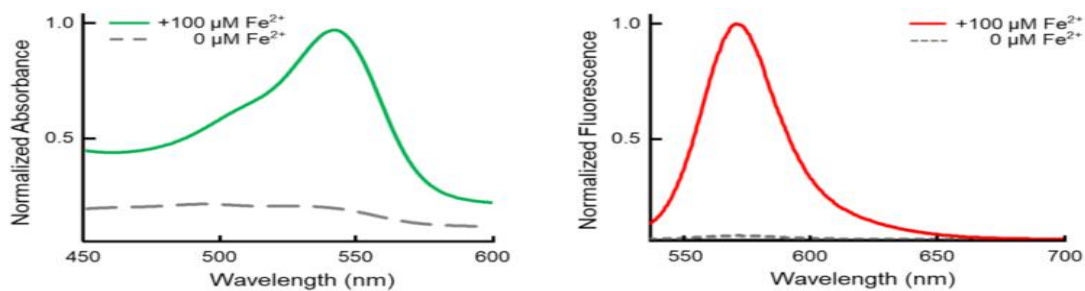 1.0
+100 µM Fe²⁺
0 µM Fe²⁺
0.5
Normalized Absorbance
450
500
550
600
Wavelength (nm)
1.0
+100 µM Fe²⁺
0 µM Fe²⁺
0.5
Normalized Fluorescence
550
600
650
700
Wavelength (nm)